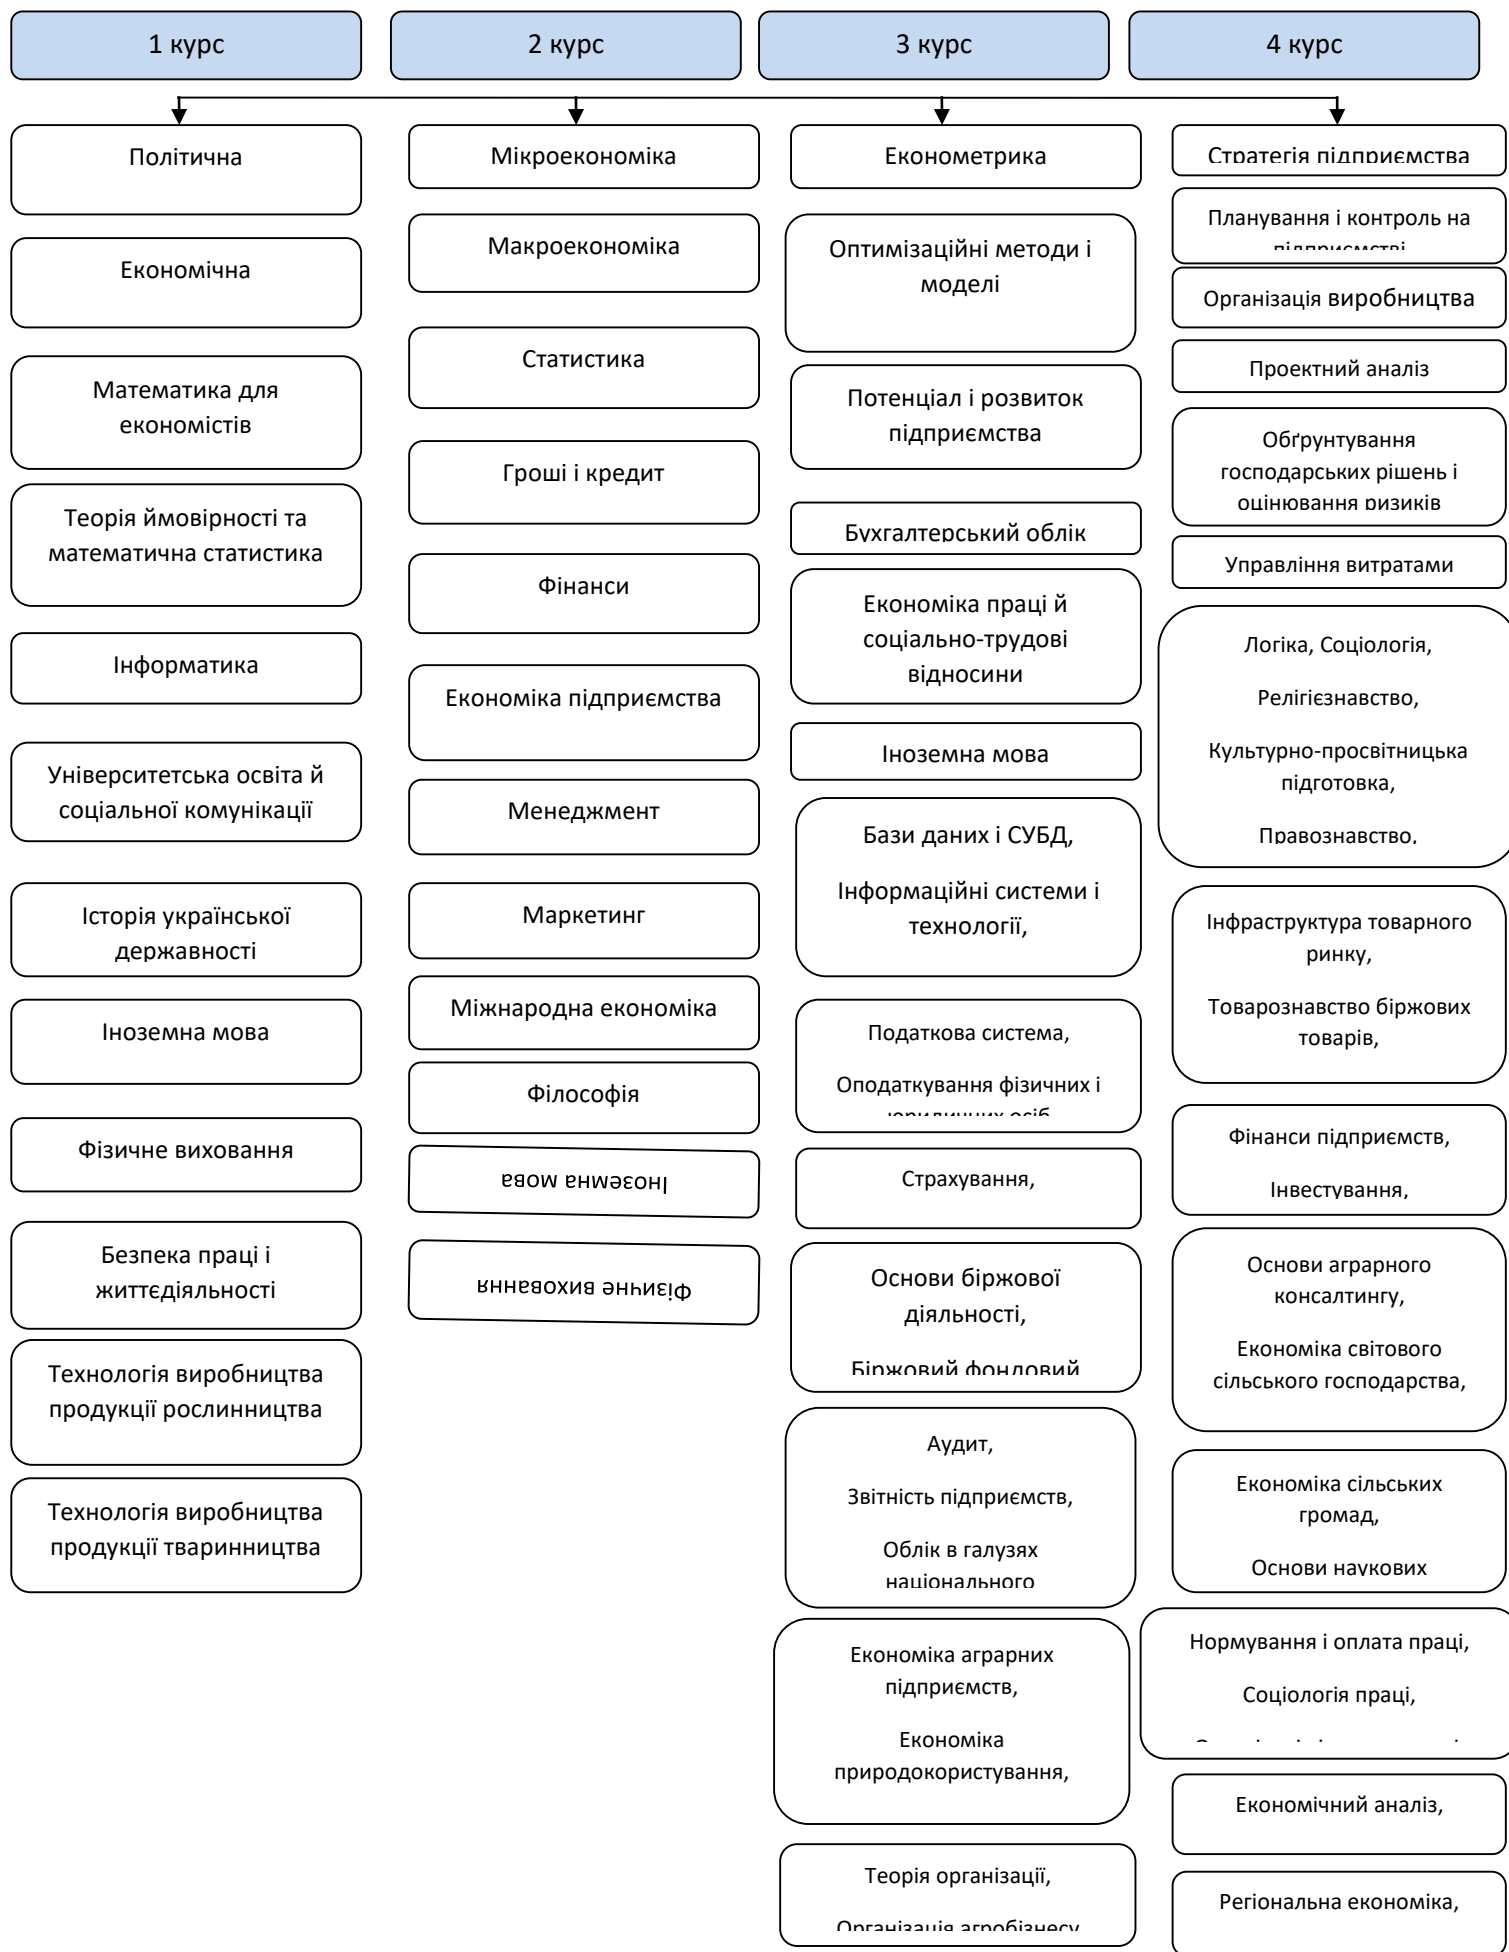 1 курс
2 курс
3 курс
4 курс
Політична
Економічна
Математика для
економістів
Теорія ймовірності та
математична статистика
Інформатика
Університетська освіта й
соціальної комунікації
Історія української
державності
Іноземна мова
Фізичне виховання
Безпека праці і
життєдіяльності
Технологія виробництва
продукції рослинництва
Технологія виробництва
продукції тваринництва
Мікроекономіка
Макроекономіка
Статистика
Гроші і кредит
Фінанси
Економіка підприємства
Менеджмент
Маркетинг
Міжнародна економіка
Філософія
Іноземна мова
Фізичне виховання
Економетрика
Оптимізаційні методи і
моделі
Потенціал і розвиток
підприємства
Бухгалтерський облік
Економіка праці й
соціально-трудові
відносини
Іноземна мова
Бази даних і СУБД,
Інформаційні системи і
технології,
Податкова система,
Оподаткування фізичних і
юридичних осіб
Страхування,
Основи біржової
діяльності,
Біржовий фондовий
Аудит,
Звітність підприємств,
Облік в галузях
національного
Економіка аграрних
підприємств,
Економіка
природокористування,
Теорія організації,
Організація агробізнесу
Стратегія підприємства
Планування і контроль на
підприємстві
Організація виробництва
Проектний аналіз
Обґрунтування
господарських рішень і
оцінювання ризиків
Управління витратами
Логіка, Соціологія,
Релігієзнавство,
Культурно-просвітницька
підготовка,
Правознавство,
Інфраструктура товарного
ринку,
Товарознавство біржових
товарів,
Фінанси підприємств,
Інвестування,
Основи аграрного
консалтингу,
Економіка світового
сільського господарства,
Економіка сільських
громад,
Основи наукових
Нормування і оплата праці,
Соціологія праці,
Економічний аналіз,
Регіональна економіка,